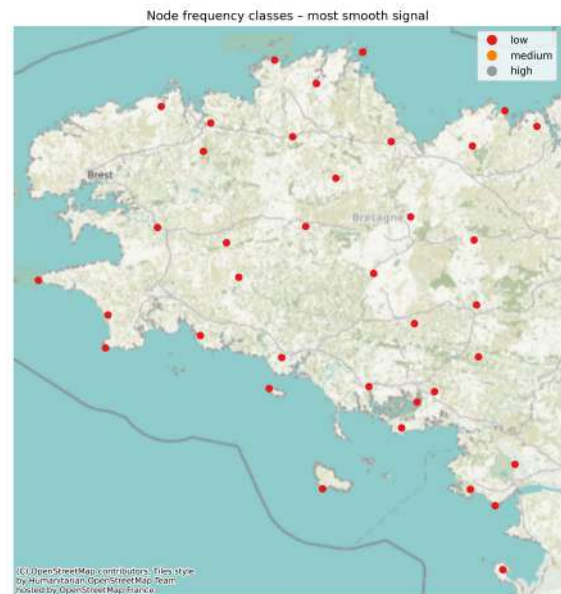 Node frequency classes – most smooth signal
low
medium
high
Brest
Bretagne
(C) OpenStreetMap contributors, Tiles style
by Humanitarian OpenStreetMap Team
hosted by OpenStreetMap France